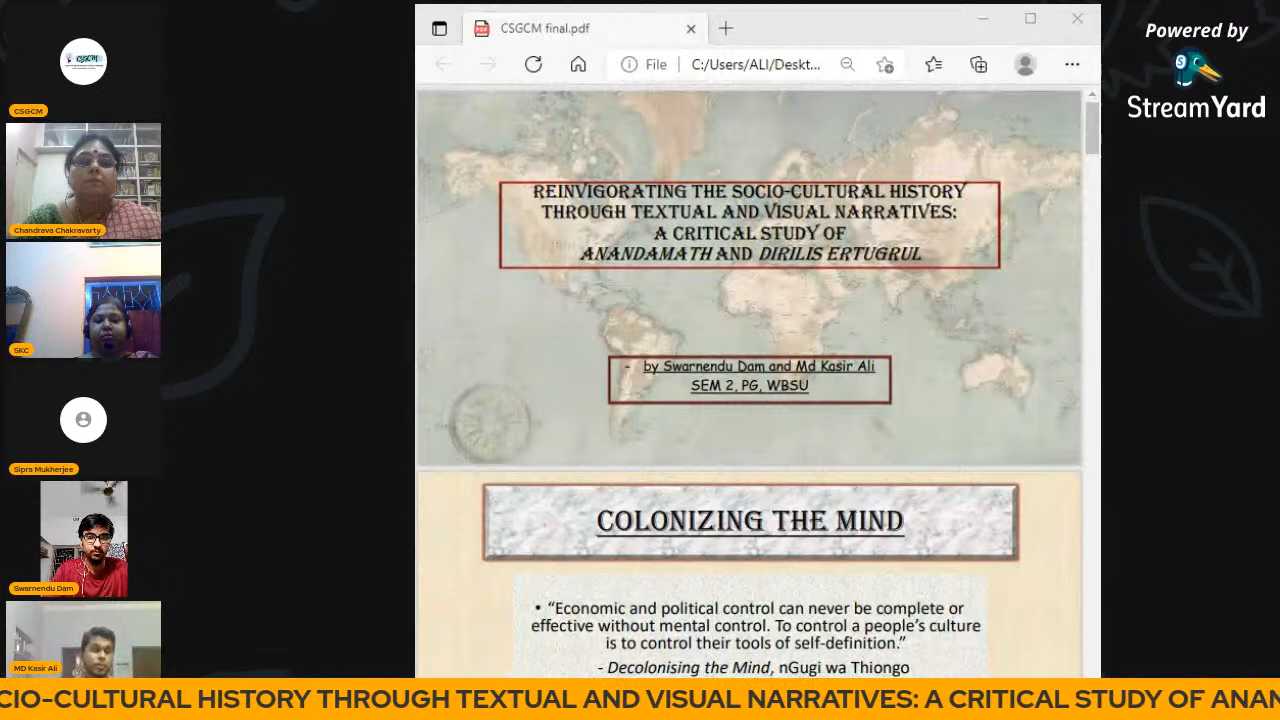 CSGCM
CSGCM
Chandrava Chakravarty
SKC
Sipra Mukherjee
Swarnendu Dam
MD Kasir Ali
CSGCM final.pdf
File
C:/Users/ALI/Deskt...
REINVIGORATING THE SOCIO-CULTURAL HISTORY
THROUGH TEXTUAL AND VISUAL NARRATIVES:
A CRITICAL STUDY OF
ANANDAMATH AND DIRILIS ERTUGRUL
- by Swarnendu Dam and Md Kasir Ali
SEM 2, PG, WBSU
COLONIZING THE MIND
• “Economic and political control can never be complete or
effective without mental control. To control a people’s culture
is to control their tools of self-definition.”
- Decolonising the Mind, nGugi wa Thiongo
Powered by
StreamYard
CIO-CULTURAL HISTORY THROUGH TEXTUAL AND VISUAL NARRATIVES: A CRITICAL STUDY OF ANAN